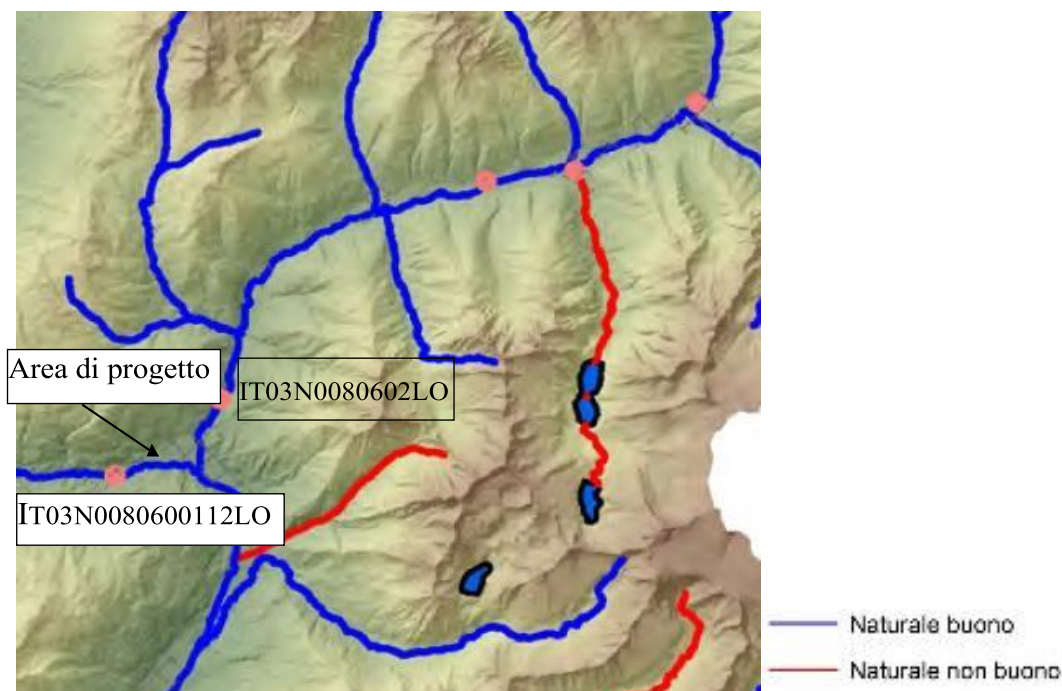 Area di progetto
IT03N0080602LO
IT03N0080600112LO
Naturale buono
Naturale non buono